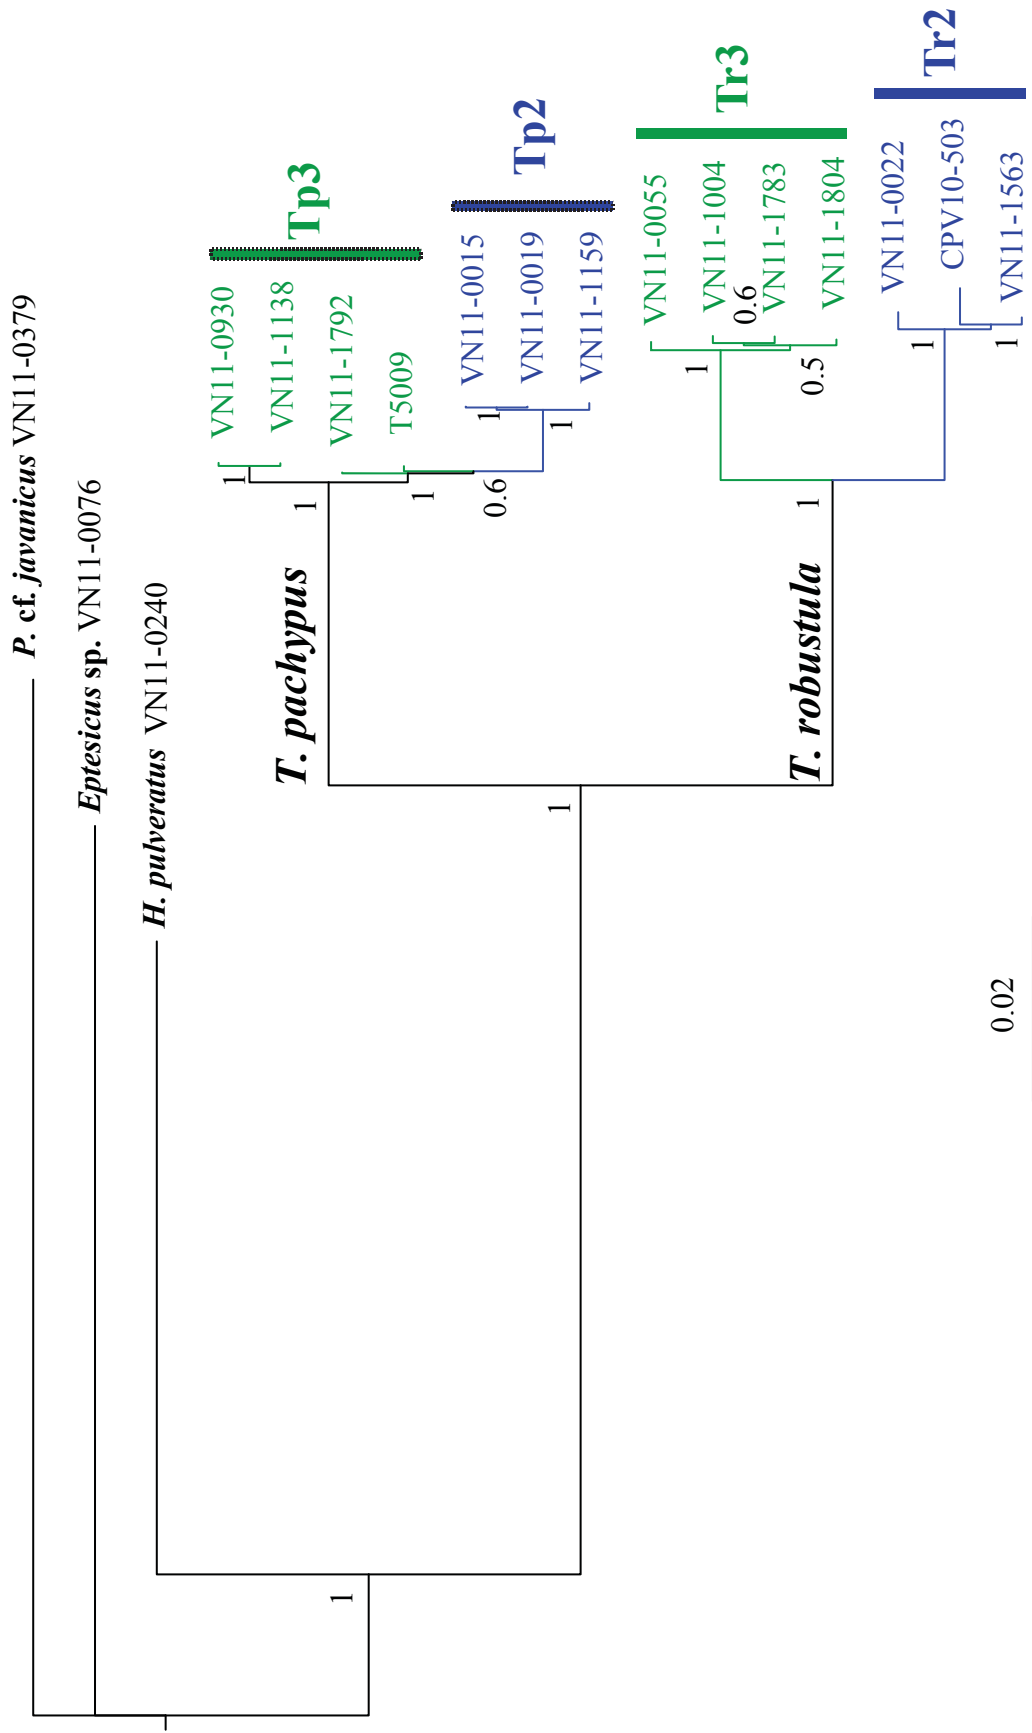 P. cf. javanicus VN11-0379
Eptesicus sp. VN11-0076
H. pulveratus VN11-0240
1
T. pachypus
1
1
VN11-0930
VN11-1138
Tp3
VN11-1792
T5009
1
0.6
VN11-0015
1
VN11-0019
Tp2
VN11-1159
1
1
T. robustula
1
1
VN11-0055
VN11-1004
Tr3
0.6
VN11-1783
VN11-1804
0.5
VN11-0022
1
CPV10-503
Tr2
VN11-1563
1
0.02